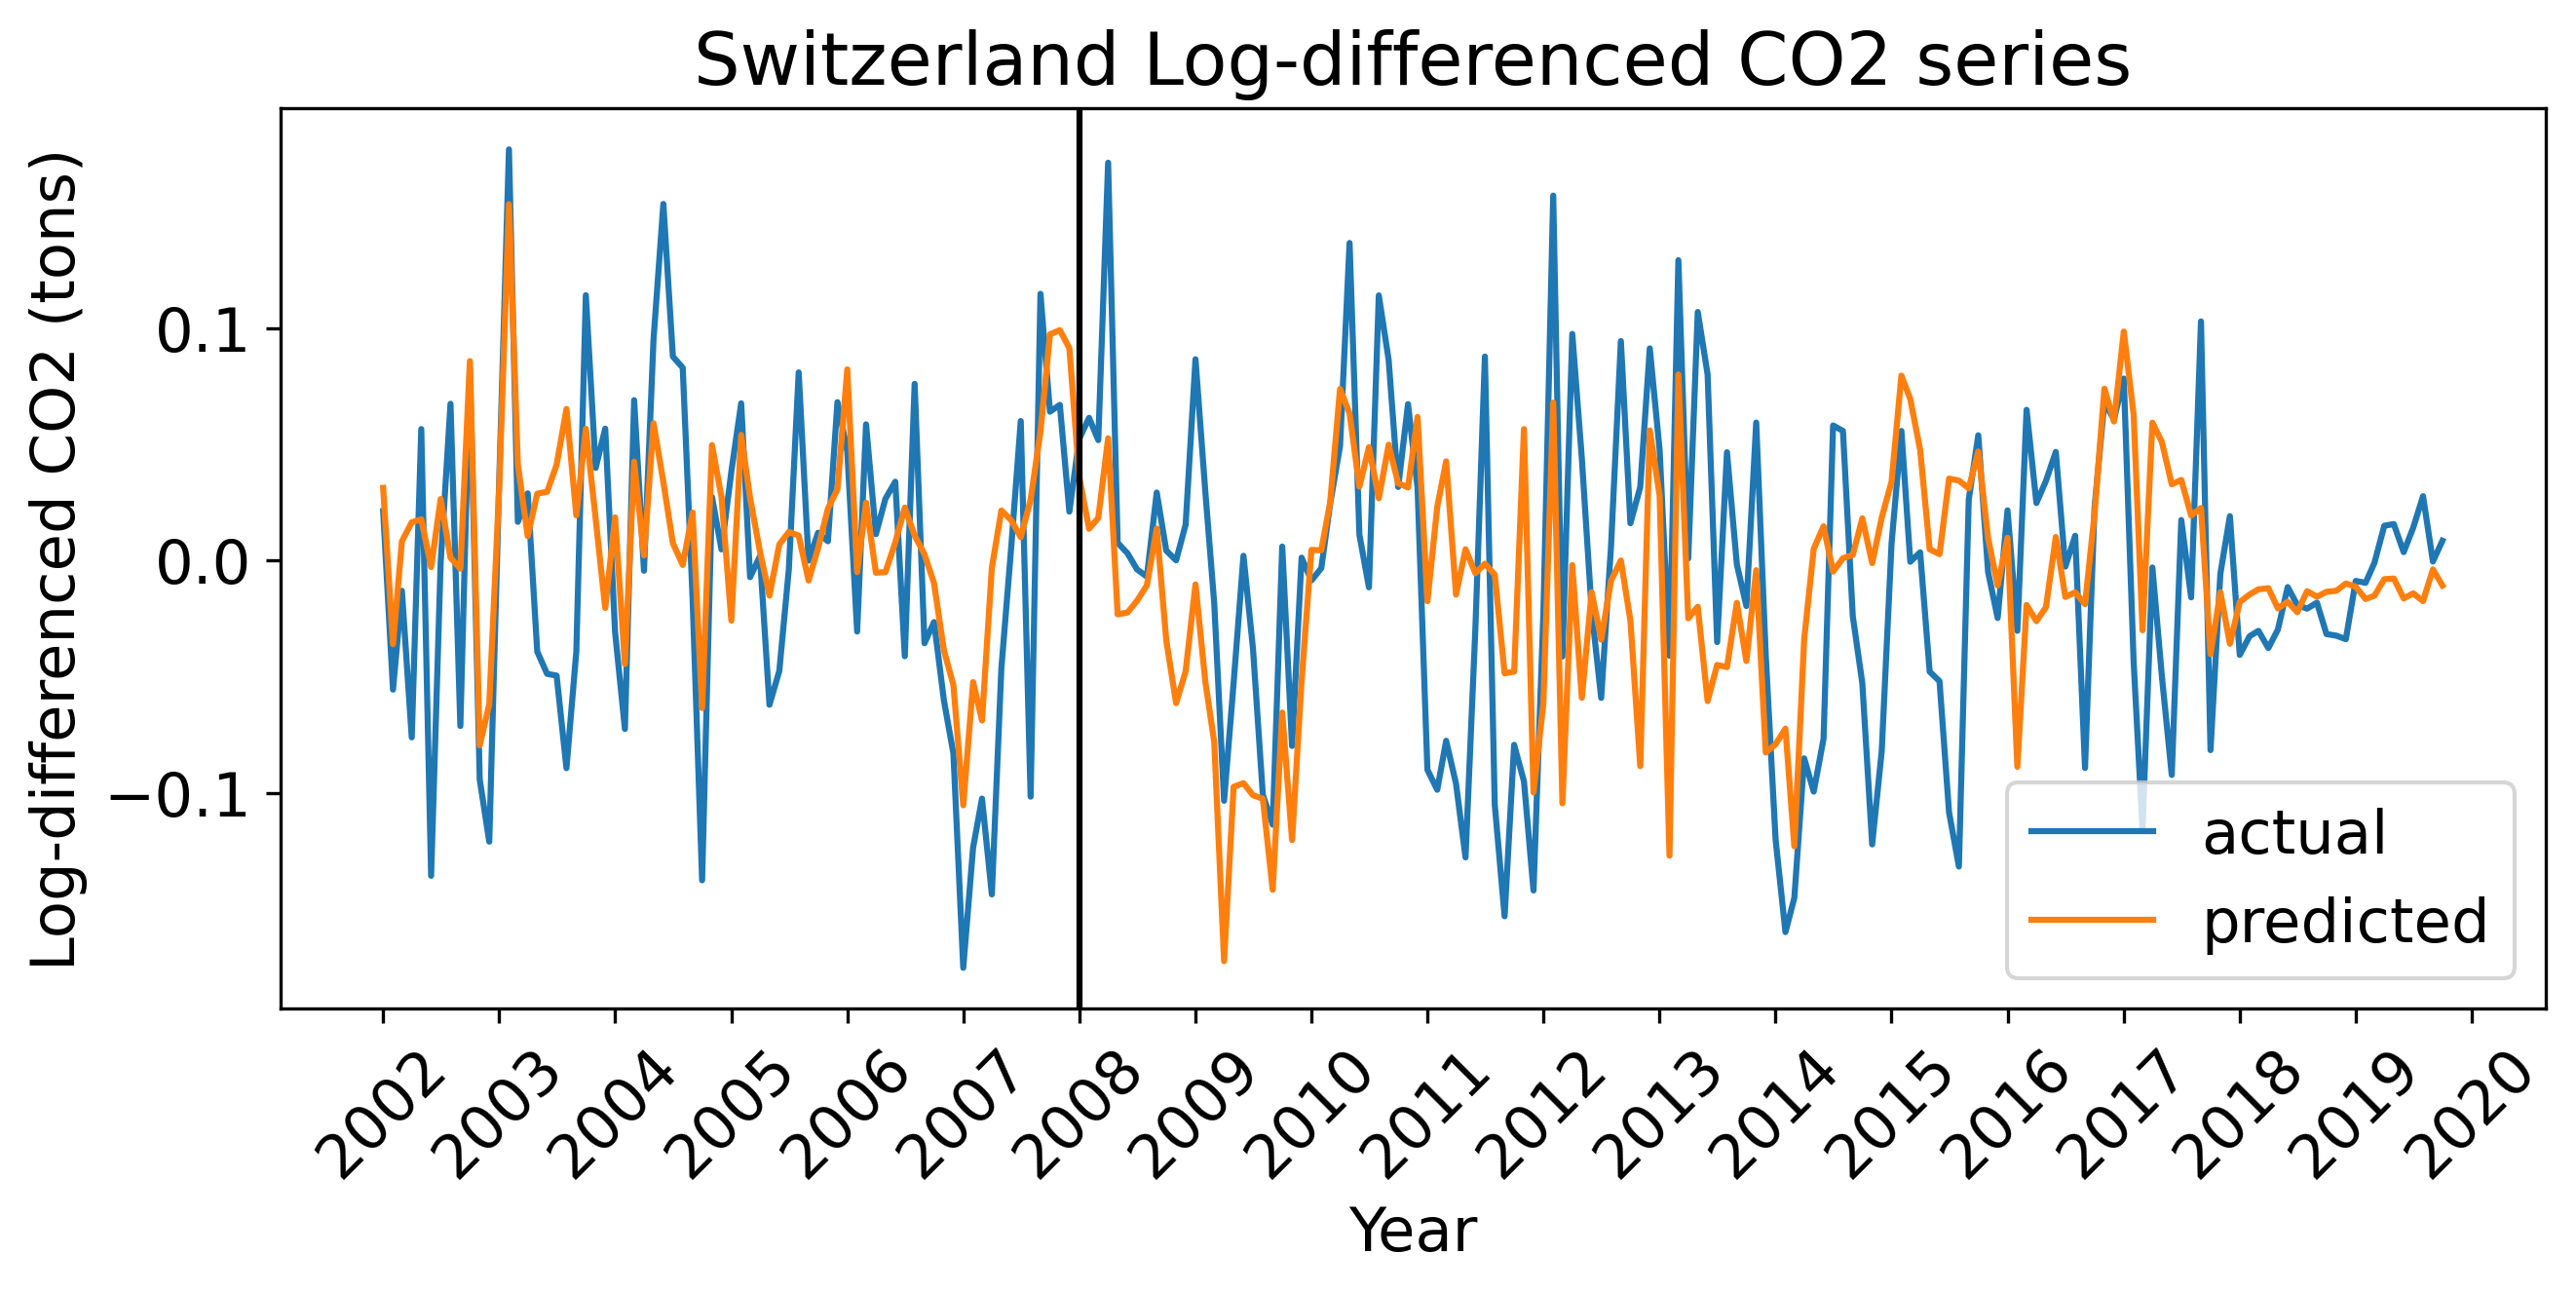 Switzerland Log-differenced CO2 series
Log-differenced CO2 (tons)
0.1
0.0
−0.1
actual
predicted
2002 2003 2004 2005 2006 2007 2008 2009 2010 2011 2012 2013 2014 2015 2016 2017 2018 2019 2020
Year